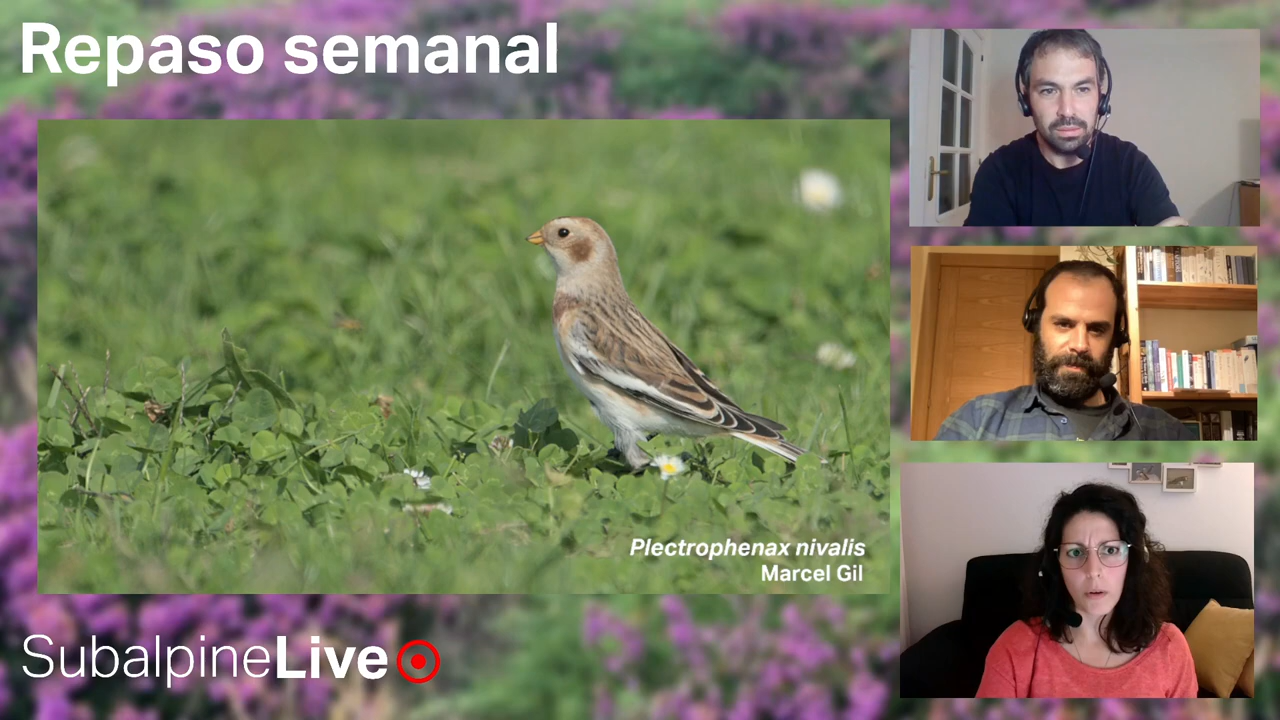 Repaso semanal
Plectrophenax nivalis
Marcel Gil
SubalpineLive